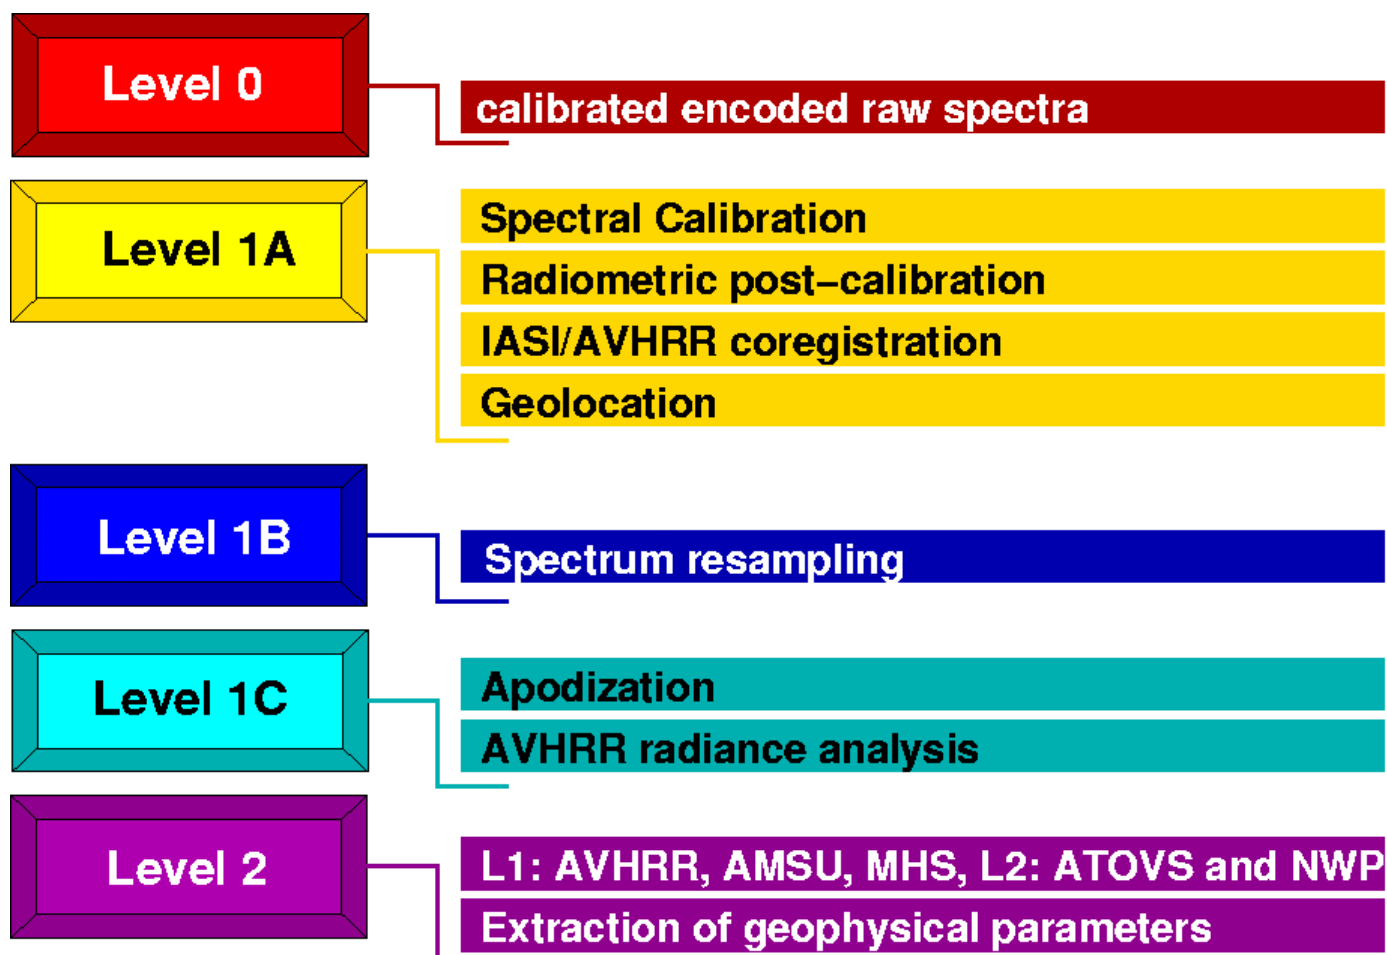 Level 0
calibrated encoded raw spectra
Level 1A
Spectral Calibration
Radiometric post−calibration
IASI/AVHRR coregistration
Geolocation
Level 1B
Spectrum resampling
Level 1C
Apodization
AVHRR radiance analysis
Level 2
L1: AVHRR, AMSU, MHS, L2: ATOVS and NWP
Extraction of geophysical parameters